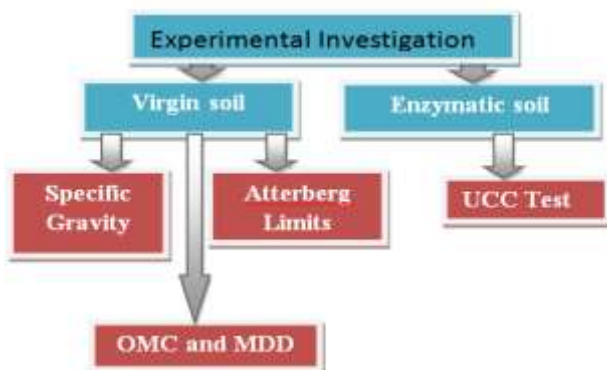 Experimental Investigation
Virgin soil
Enzymatic soil
Specific
Gravity
Atterberg
Limits
UCC Test
OMC and MDD